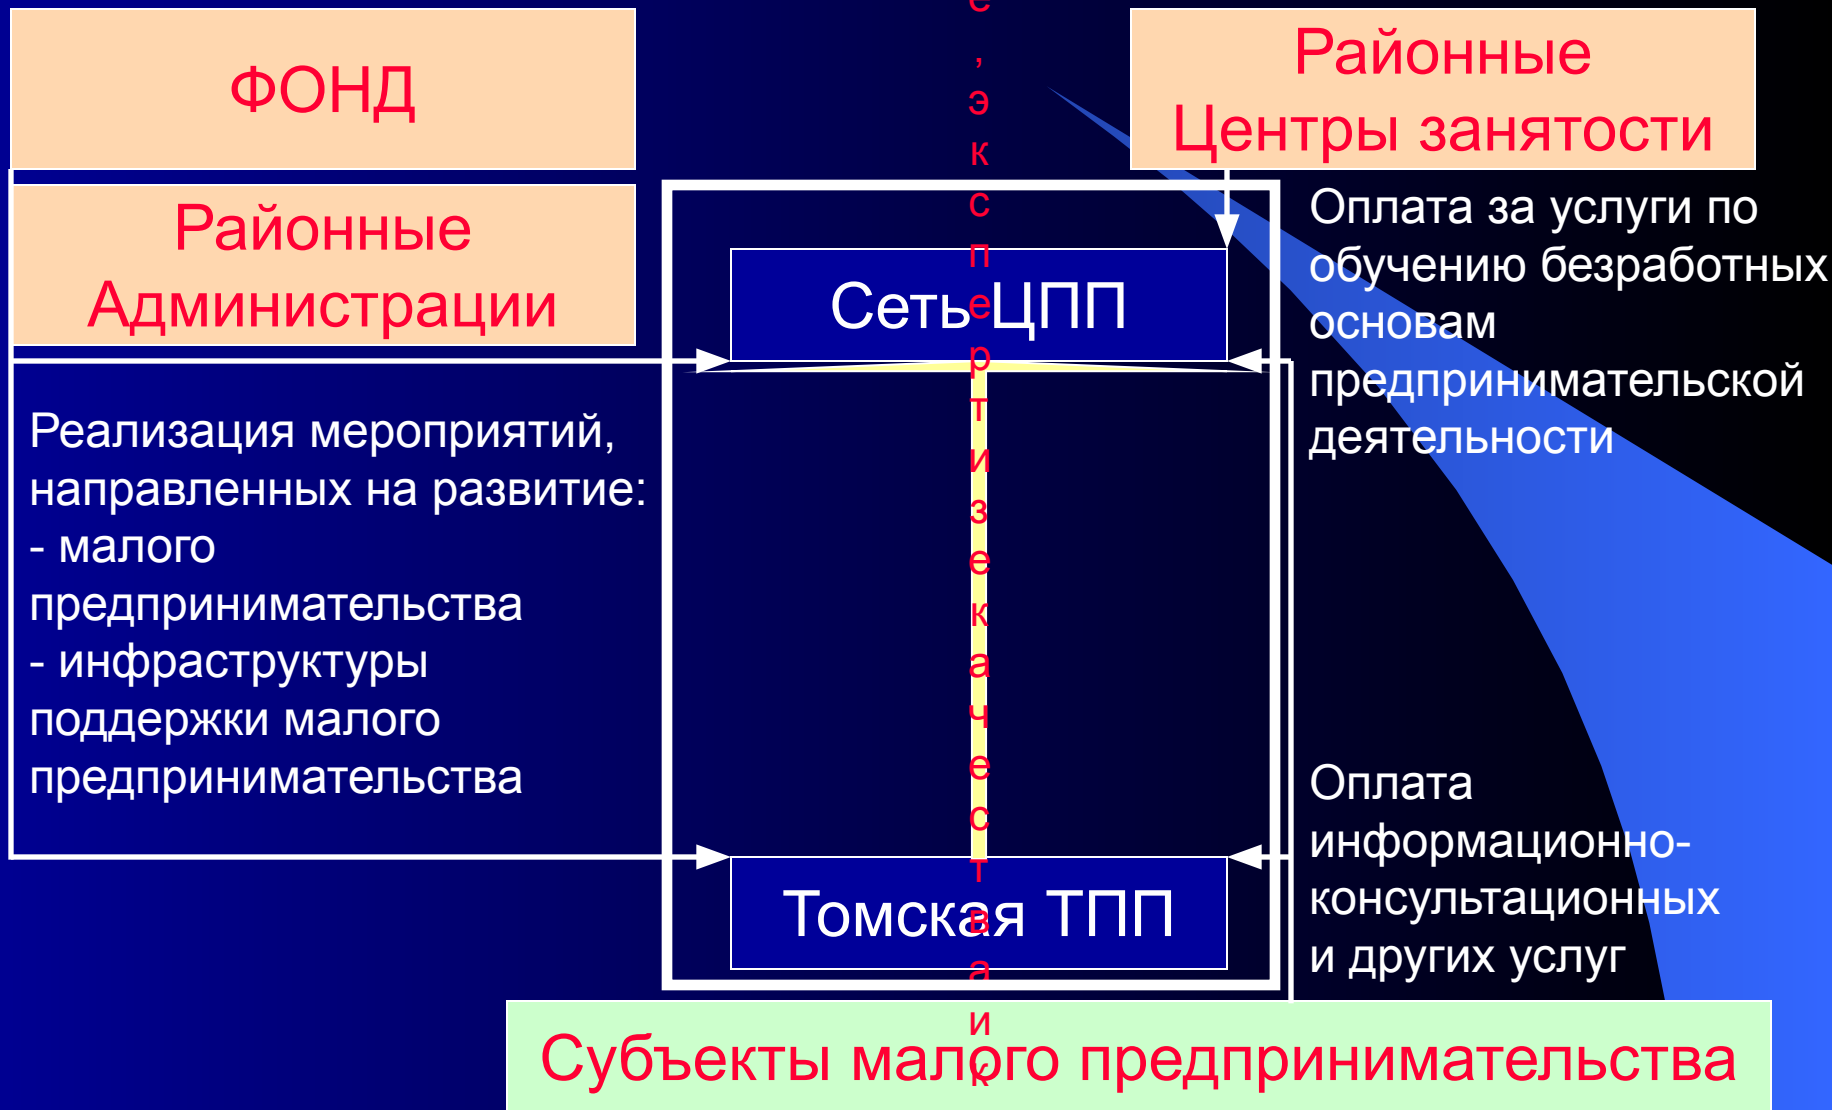 ФОНД
Районные
Администрации
Районные
Центры занятости
Сеть ЦПП
Оплата за услуги по
обучению безработных
основам
предпринимательской
деятельности
Реализация мероприятий,
направленных на развитие:
- малого
предпринимательства
- инфраструктуры
поддержки малого
предпринимательства
е
,
э
к
с
п
е
р
т
и
з
е
к
а
ч
е
с
т
в
а
и
к
Томская ТПП
Оплата
информационно-
консультационных
и других услуг
Субъекты малого предпринимательства